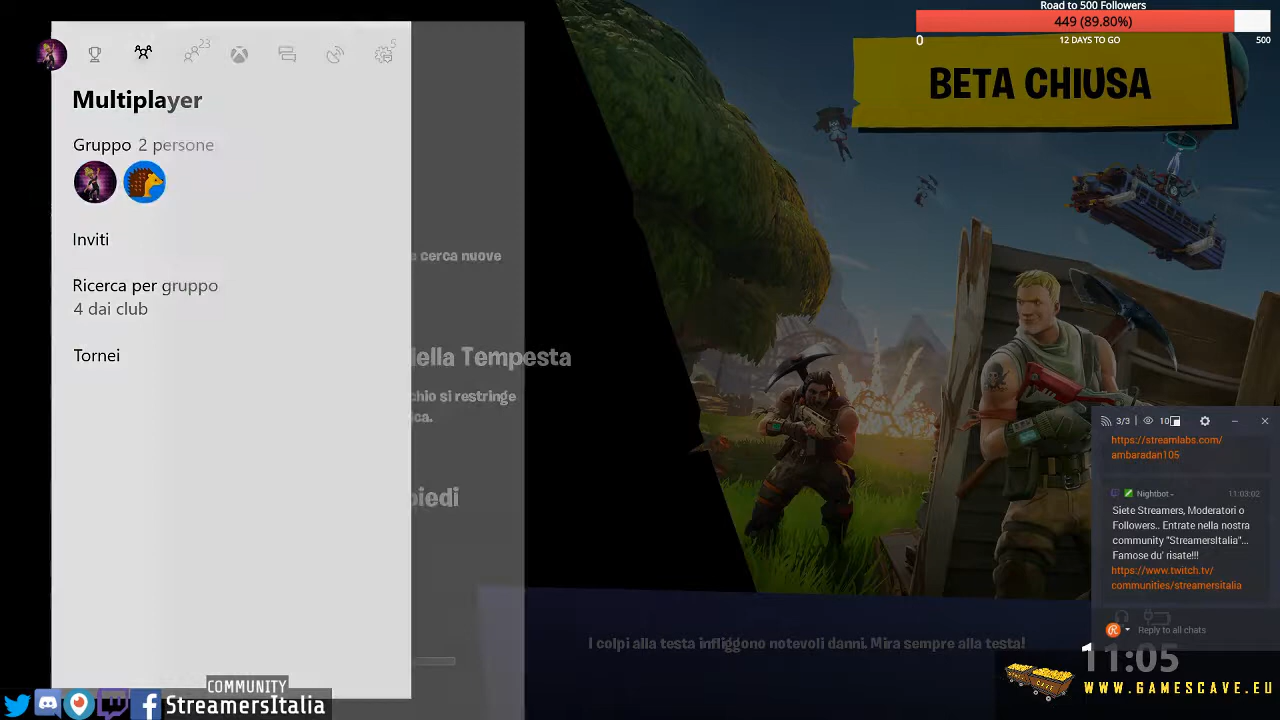 Road to 500 Followers
449 (89.80%)
0
12 DAYS TO GO
500
BETA CHIUSA
23
5
Multiplayer
Gruppo 2 persone
Inviti
Ricerca per gruppo
4 dai club
Tornei
cerca nuove
della Tempesta
chio si restringe
ca.
piedi
I colpi alla testa infliggono notevoli danni. Mira sempre alla testa!
3/3
10
https://streamlabs.com/
ambaradan105
Nightbot
11:03:02
Siete Streamers, Moderatori o
Followers.. Entrate nella nostra
community "StreamersItalia"...
Famose du' risate!!!
https://www.twitch.tv/
communities/streamersitalia
Reply to all chats
11:05
WWW.GAMESCAVE.EU
COMMUNITY
StreamersItalia